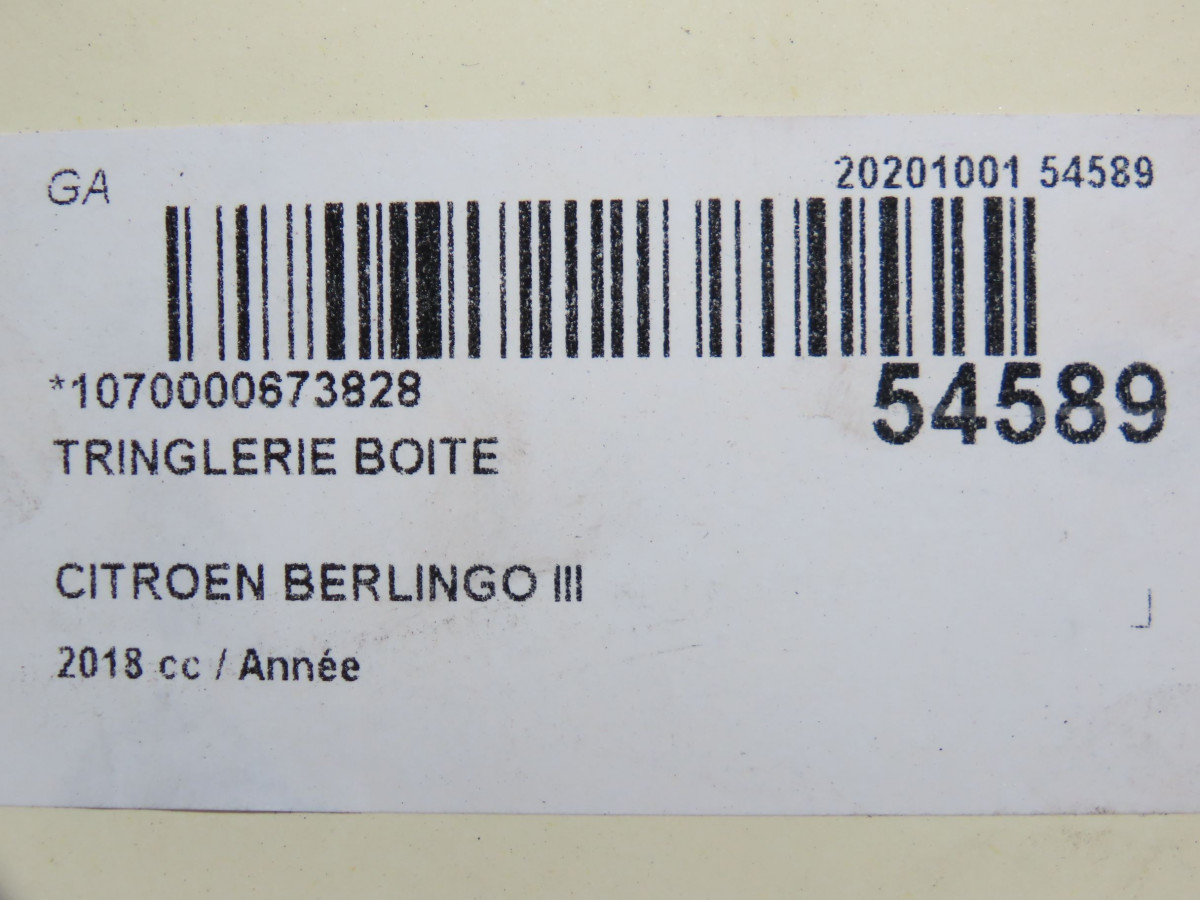 GA
20201001 54589
*1070000673828
54589
TRINGLERIE BOITE
CITROEN BERLINGO III
2018 cc / Année